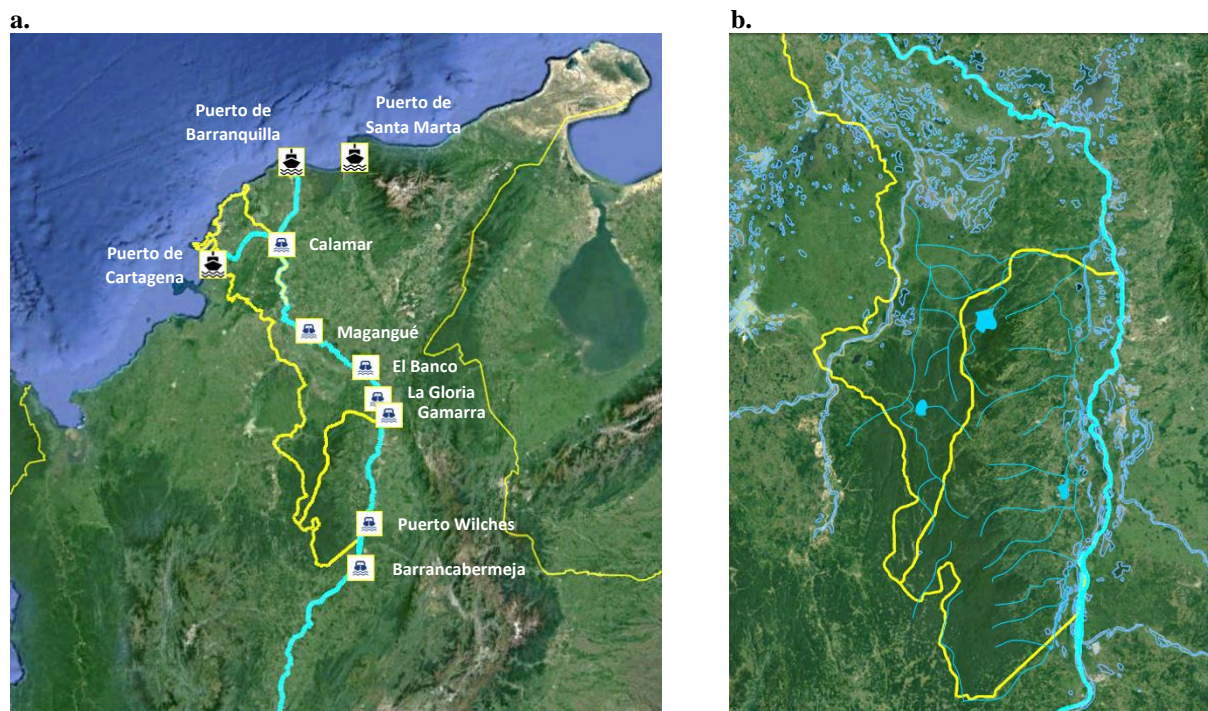 a.
b.
Puerto de
Barranquilla
Puerto de
Santa Marta
Calamar
Puerto de
Cartagena
Magangué
El Banco
La Gloria
Gamarra
Puerto Wilches
Barrancabermeja